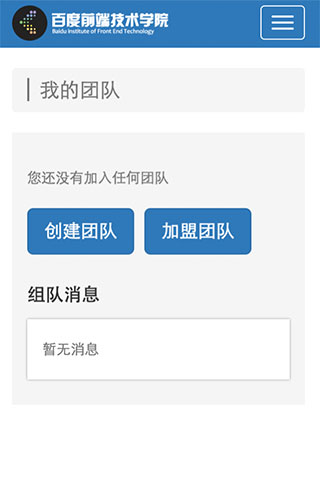 百度前端技术学院
Baidu Institute of Front End Technology
我的团队
您还没有加入任何团队
创建团队 加盟团队
组队消息
暂无消息